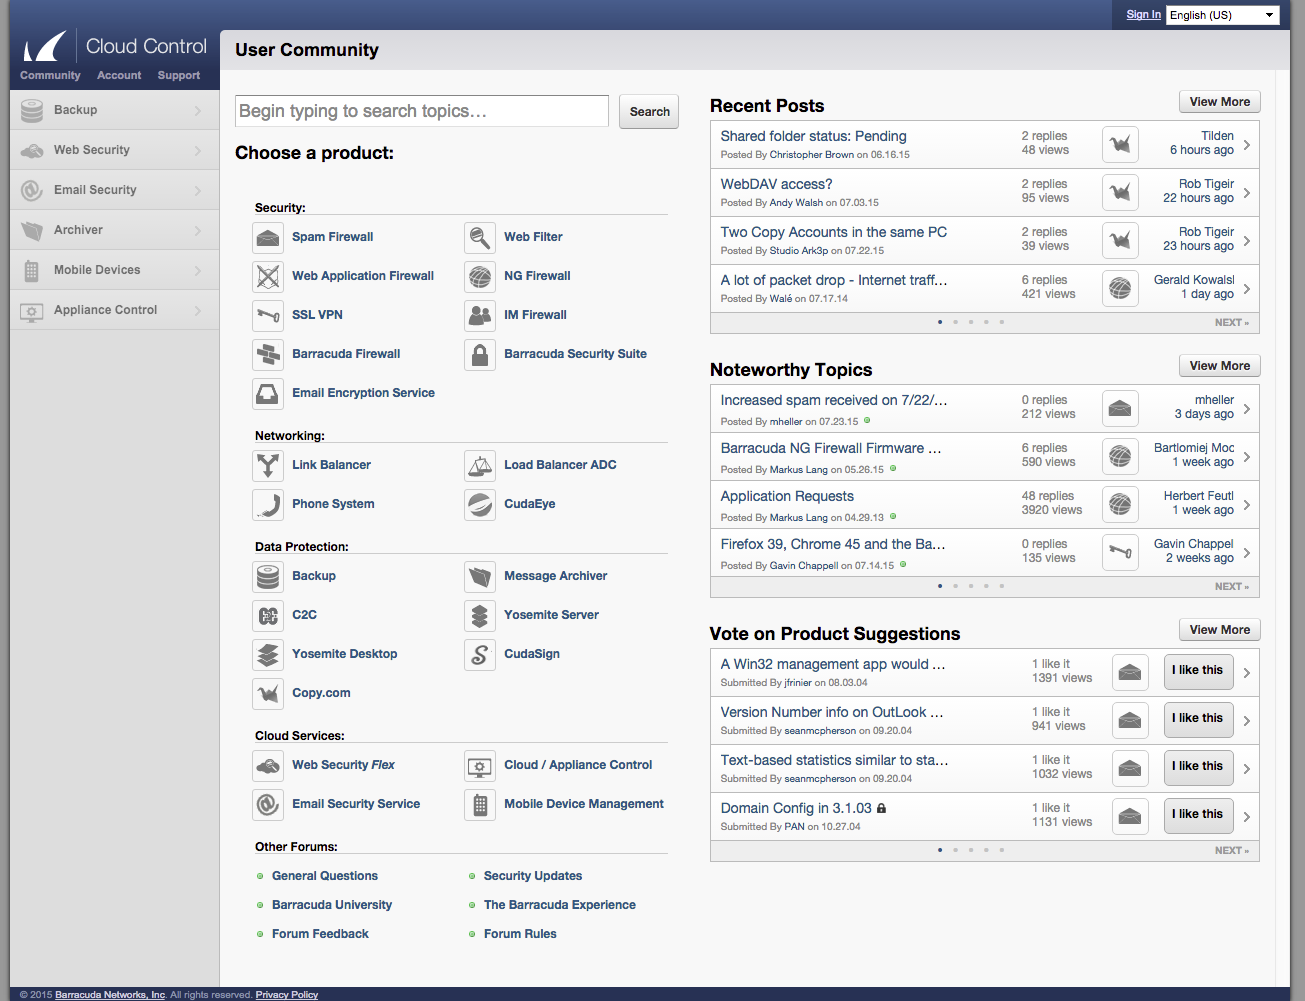 Sign In
English (US)
Cloud Control
Community Account Support
Backup
Web Security
Email Security
Archiver
Mobile Devices
Appliance Control
User Community
Begin typing to search topics...
Search
Choose a product:
Security:
Spam Firewall
Web Filter
Web Application Firewall
NG Firewall
SSL VPN
IM Firewall
Barracuda Firewall
Barracuda Security Suite
Email Encryption Service
Networking:
Link Balancer
Load Balancer ADC
Phone System
CudaEye
Data Protection:
Backup
Message Archiver
C2C
Yosemite Server
Yosemite Desktop
CudaSign
Copy.com
Cloud Services:
Web Security Flex
Cloud / Appliance Control
Email Security Service
Mobile Device Management
Other Forums:
General Questions
Security Updates
Barracuda University
The Barracuda Experience
Forum Feedback
Forum Rules
Recent Posts
View More
Shared folder status: Pending
Posted By Christopher Brown on 06.16.15
2 replies
48 views
Tilden
6 hours ago
WebDAV access?
Posted By Andy Walsh on 07.03.15
2 replies
95 views
Rob Tigeir
22 hours ago
Two Copy Accounts in the same PC
Posted By Studio Ark3p on 07.22.15
2 replies
39 views
Rob Tigeir
23 hours ago
A lot of packet drop - Internet traff...
Posted By Walé on 07.17.14
6 replies
421 views
Gerald Kowalsl
1 day ago
NEXT »
Noteworthy Topics
View More
Increased spam received on 7/22/...
Posted By mheller on 07.23.15
0 replies
212 views
mheller
3 days ago
Barracuda NG Firewall Firmware ...
Posted By Markus Lang on 05.26.15
6 replies
590 views
Bartlomiej Moc
1 week ago
Application Requests
Posted By Markus Lang on 04.29.13
48 replies
3920 views
Herbert Feutl
1 week ago
Firefox 39, Chrome 45 and the Ba...
Posted By Gavin Chappell on 07.14.15
0 replies
135 views
Gavin Chappel
2 weeks ago
NEXT »
Vote on Product Suggestions
View More
A Win32 management app would ...
Submitted By jfrinier on 08.03.04
1 like it
1391 views
I like this
Version Number info on OutLook ...
Submitted By seanmcpherson on 09.20.04
1 like it
941 views
I like this
Text-based statistics similar to sta...
Submitted By seanmcpherson on 09.20.04
1 like it
1032 views
I like this
Domain Config in 3.1.03
Submitted By PAN on 10.27.04
1 like it
1131 views
I like this
NEXT »
© 2015 Barracuda Networks, Inc. All rights reserved. Privacy Policy